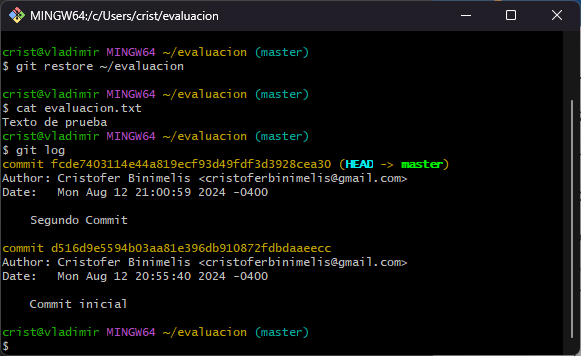 MINGW64:/c/Users/crist/evaluacion
crist@vladimir MINGW64 ~/evaluacion (master)
$ git restore ~/evaluacion
crist@vladimir MINGW64 ~/evaluacion (master)
$ cat evaluacion.txt
Texto de prueba
crist@vladimir MINGW64 ~/evaluacion (master)
$ git log
commit fcde7403114e44a819ecf93d49fdf3d3928cea30 (HEAD -> master)
Author: Cristofer Binimelis <cristoferbinimelis@gmail.com>
Date:   Mon Aug 12 21:00:59 2024 -0400
    Segundo Commit
commit d516d9e5594b03aa81e396db910872fdbdaaeecc
Author: Cristofer Binimelis <cristoferbinimelis@gmail.com>
Date:   Mon Aug 12 20:55:40 2024 -0400
    Commit inicial
crist@vladimir MINGW64 ~/evaluacion (master)
$